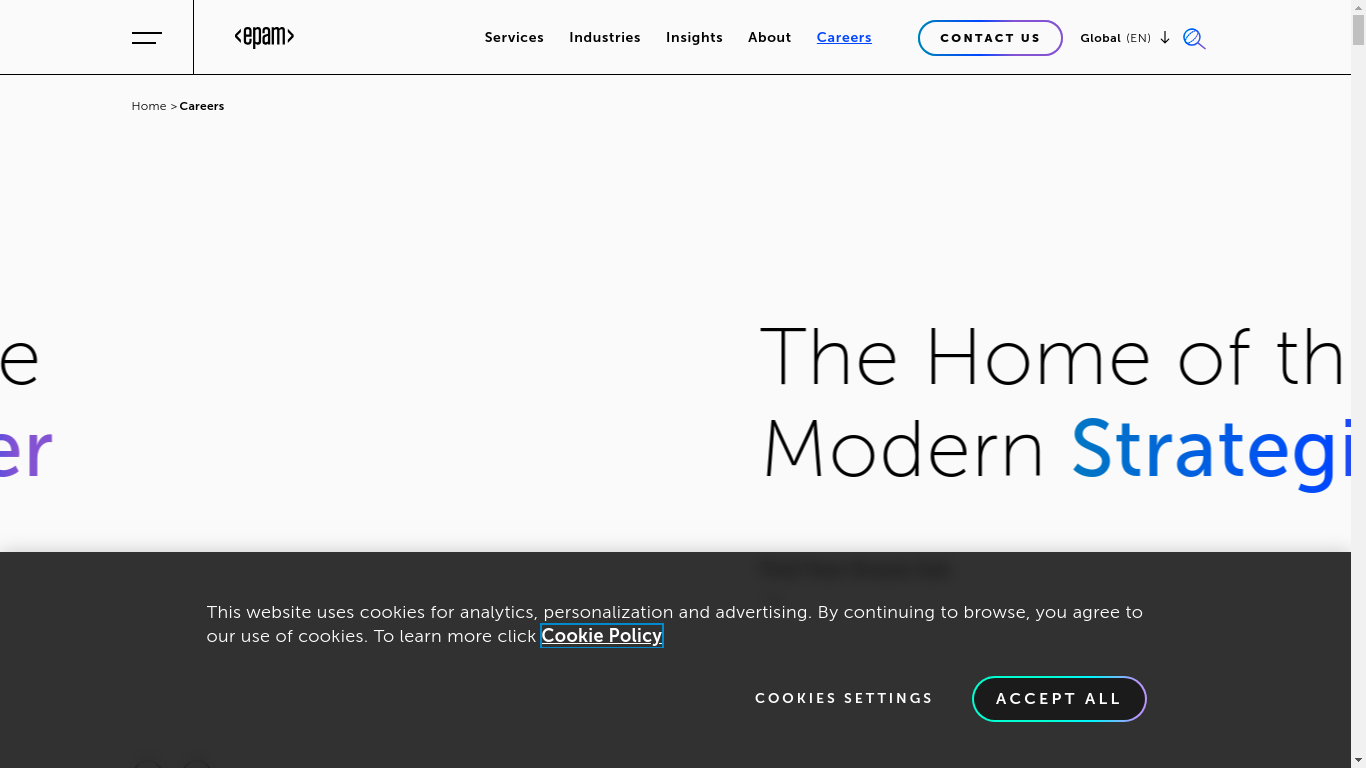 <epam>
Services
Industries
Insights
About
Careers
CONTACT US
Global (EN)
Home > Careers
e
er
The Home of th
Modern Strategi
This website uses cookies for analytics, personalization and advertising. By continuing to browse, you agree to
our use of cookies. To learn more click Cookie Policy
COOKIES SETTINGS
ACCEPT ALL